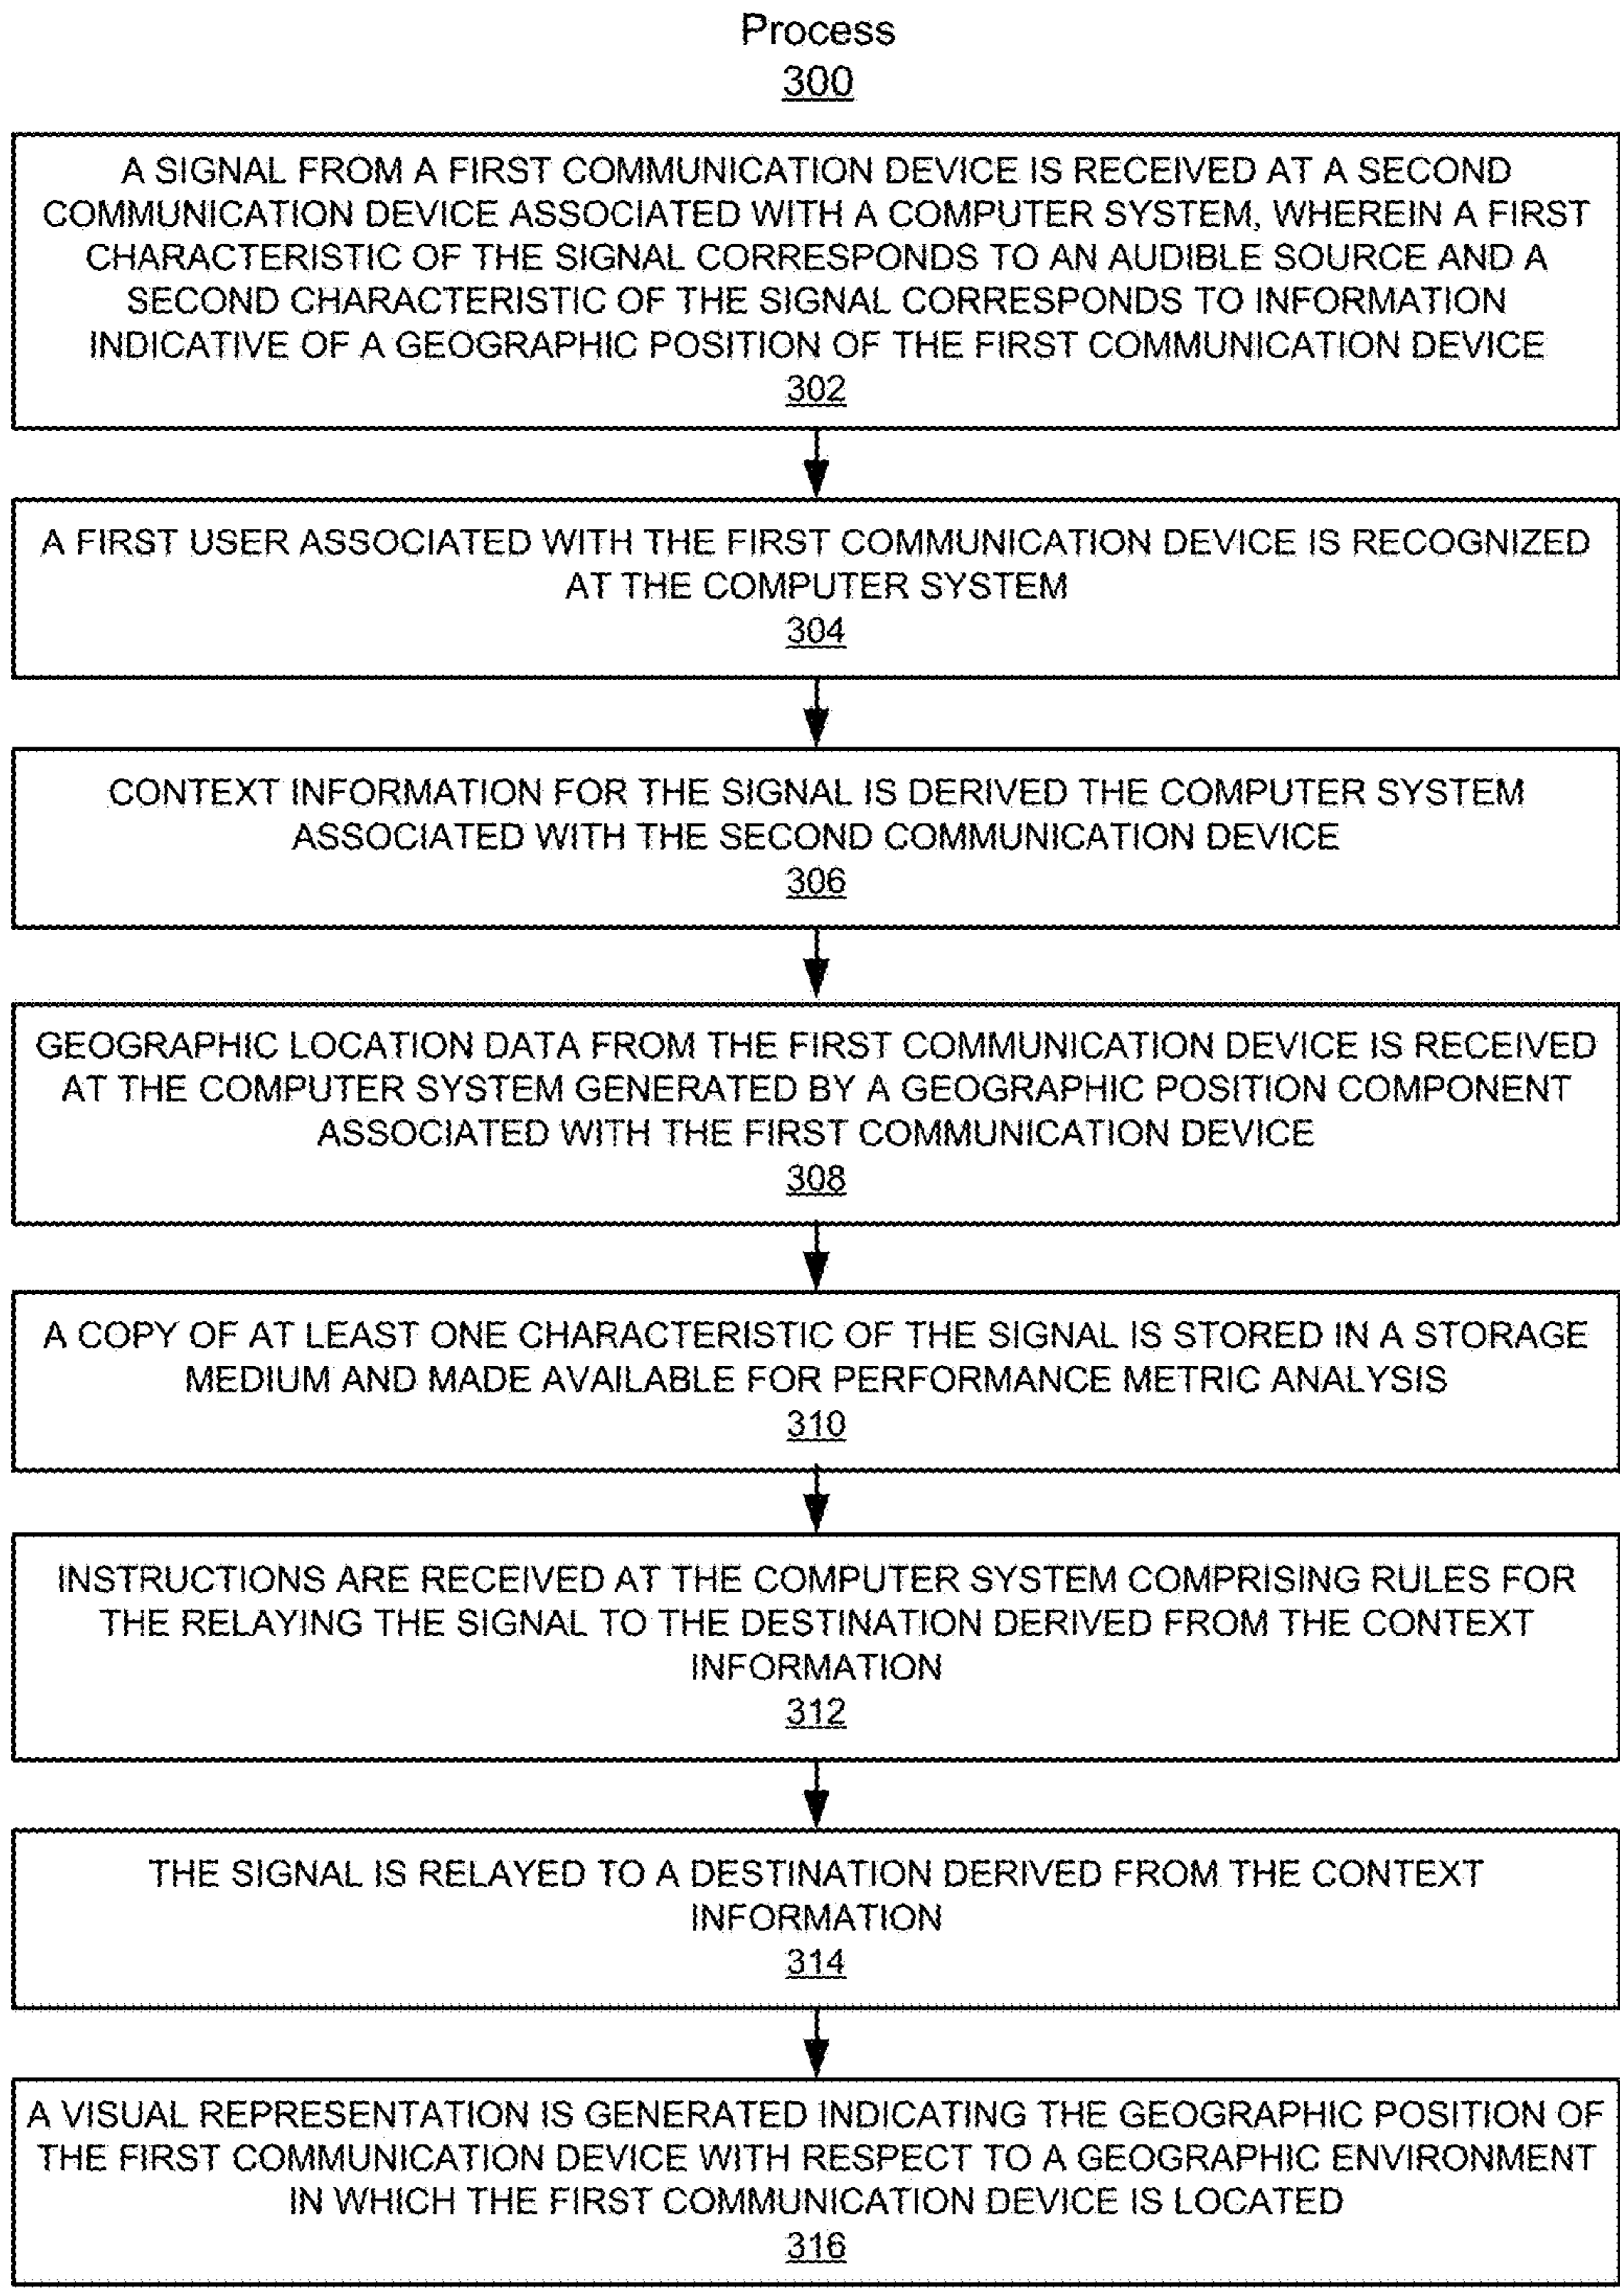 Process
300
A SIGNAL FROM A FIRST COMMUNICATION DEVICE IS RECEIVED AT A SECOND
COMMUNICATION DEVICE ASSOCIATED WITH A COMPUTER SYSTEM, WHEREIN A FIRST
CHARACTERISTIC OF THE SIGNAL CORRESPONDS TO AN AUDIBLE SOURCE AND A
SECOND CHARACTERISTIC OF THE SIGNAL CORRESPONDS TO INFORMATION
INDICATIVE OF A GEOGRAPHIC POSITION OF THE FIRST COMMUNICATION DEVICE
302
A FIRST USER ASSOCIATED WITH THE FIRST COMMUNICATION DEVICE IS RECOGNIZED
AT THE COMPUTER SYSTEM
304
CONTEXT INFORMATION FOR THE SIGNAL IS DERIVED THE COMPUTER SYSTEM
ASSOCIATED WITH THE SECOND COMMUNICATION DEVICE
306
GEOGRAPHIC LOCATION DATA FROM THE FIRST COMMUNICATION DEVICE IS RECEIVED
AT THE COMPUTER SYSTEM GENERATED BY A GEOGRAPHIC POSITION COMPONENT
ASSOCIATED WITH THE FIRST COMMUNICATION DEVICE
308
A COPY OF AT LEAST ONE CHARACTERISTIC OF THE SIGNAL IS STORED IN A STORAGE
MEDIUM AND MADE AVAILABLE FOR PERFORMANCE METRIC ANALYSIS
310
INSTRUCTIONS ARE RECEIVED AT THE COMPUTER SYSTEM COMPRISING RULES FOR
THE RELAYING THE SIGNAL TO THE DESTINATION DERIVED FROM THE CONTEXT
INFORMATION
312
THE SIGNAL IS RELAYED TO A DESTINATION DERIVED FROM THE CONTEXT
INFORMATION
314
A VISUAL REPRESENTATION IS GENERATED INDICATING THE GEOGRAPHIC POSITION OF
THE FIRST COMMUNICATION DEVICE WITH RESPECT TO A GEOGRAPHIC ENVIRONMENT
IN WHICH THE FIRST COMMUNICATION DEVICE IS LOCATED
316